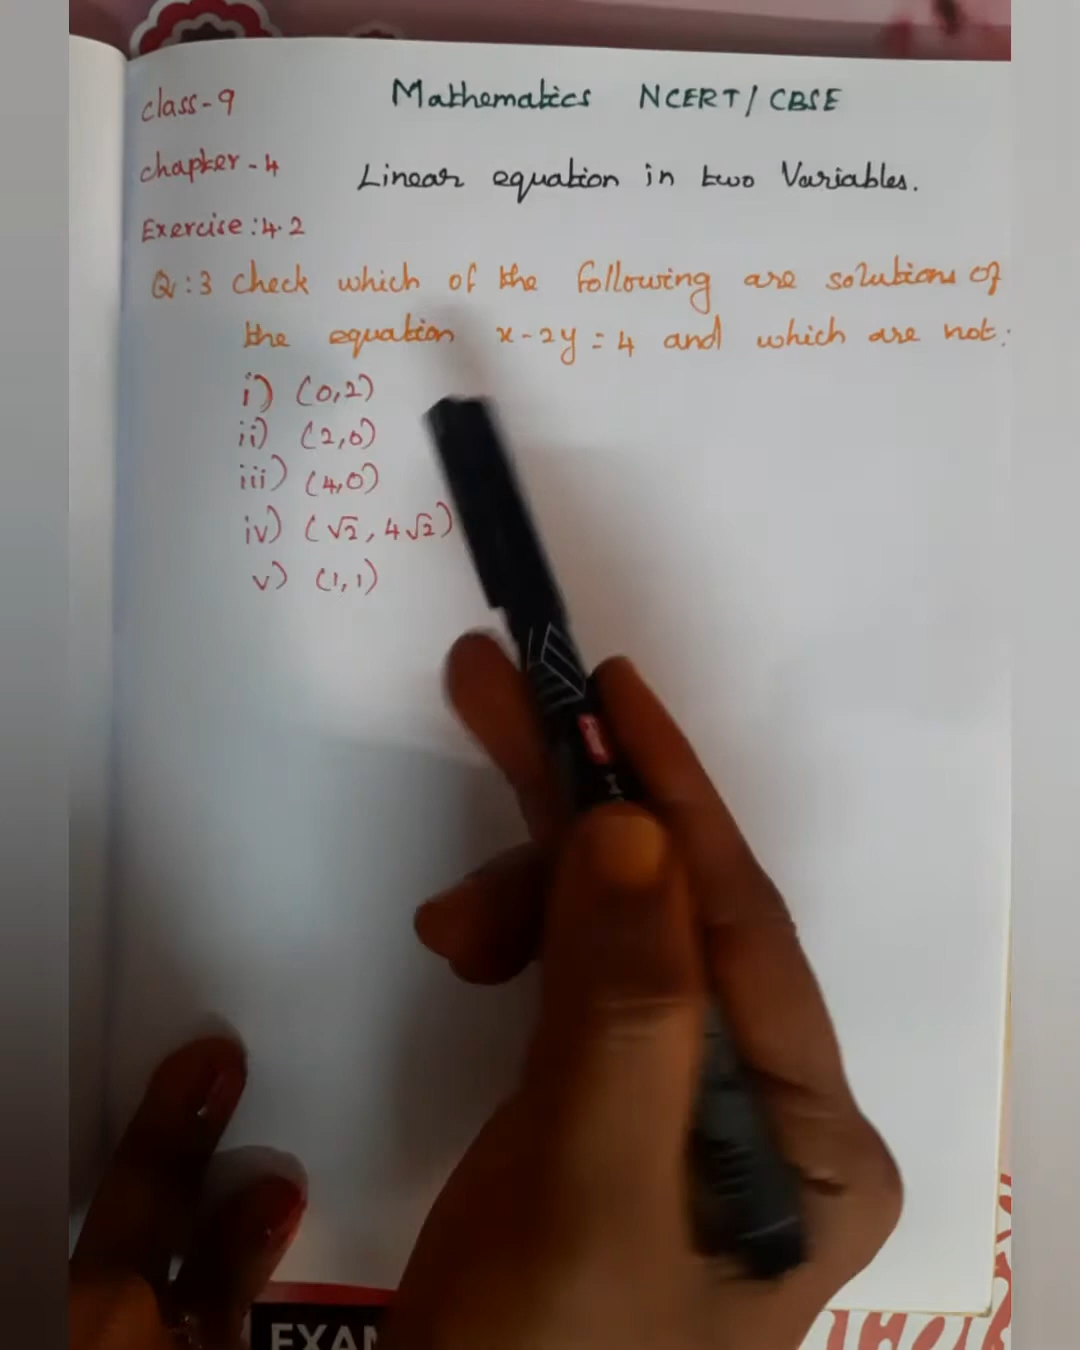 class-9 Mathematics NCERT/CBSE
chapter-4 Linear equation in two Variables.
Exercise:4.2
Q:3 check which of the following are solutions of
the equation x-2y=4 and which are not:
i) (0,2)
ii) (2,0)
iii) (4,0)
iv) (√2, 4√2)
v) (1,1)